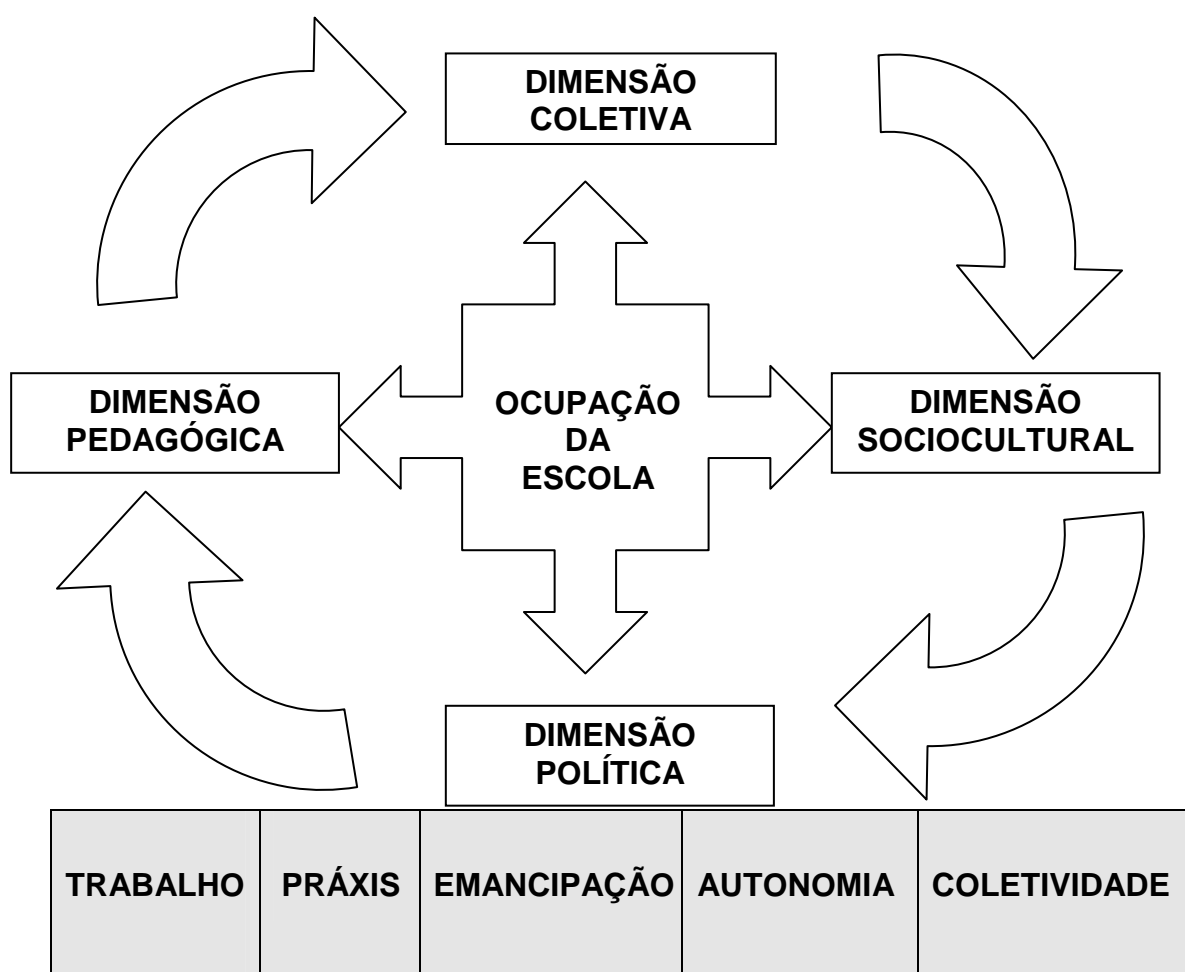 DIMENSÃO
COLETIVA
DIMENSÃO
PEDAGÓGICA
OCUPAÇÃO
DA
ESCOLA
DIMENSÃO
SOCIOCULTURAL
DIMENSÃO
POLÍTICA
TRABALHO PRÁXIS EMANCIPAÇÃO AUTONOMIA COLETIVIDADE